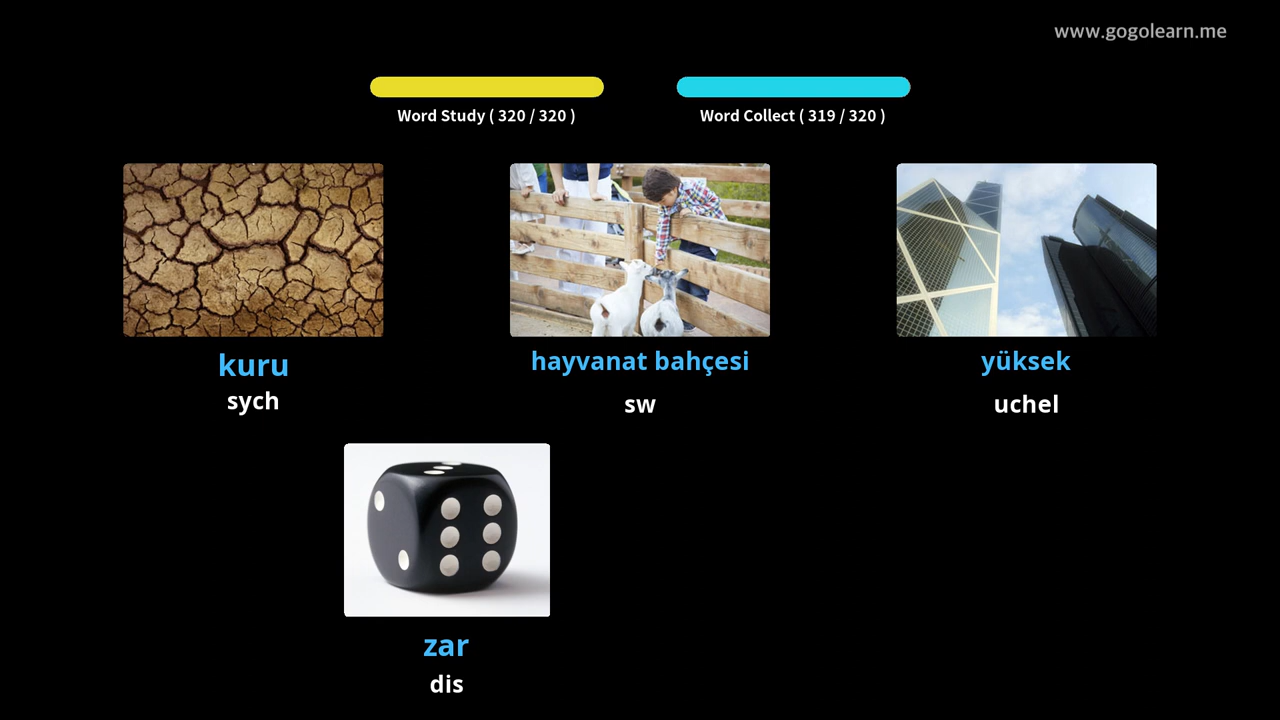 www.gogolearn.me
Word Study ( 320 / 320 )
Word Collect ( 319 / 320 )
kuru
sych
hayvanat bahçesi
sw
yüksek
uchel
zar
dis